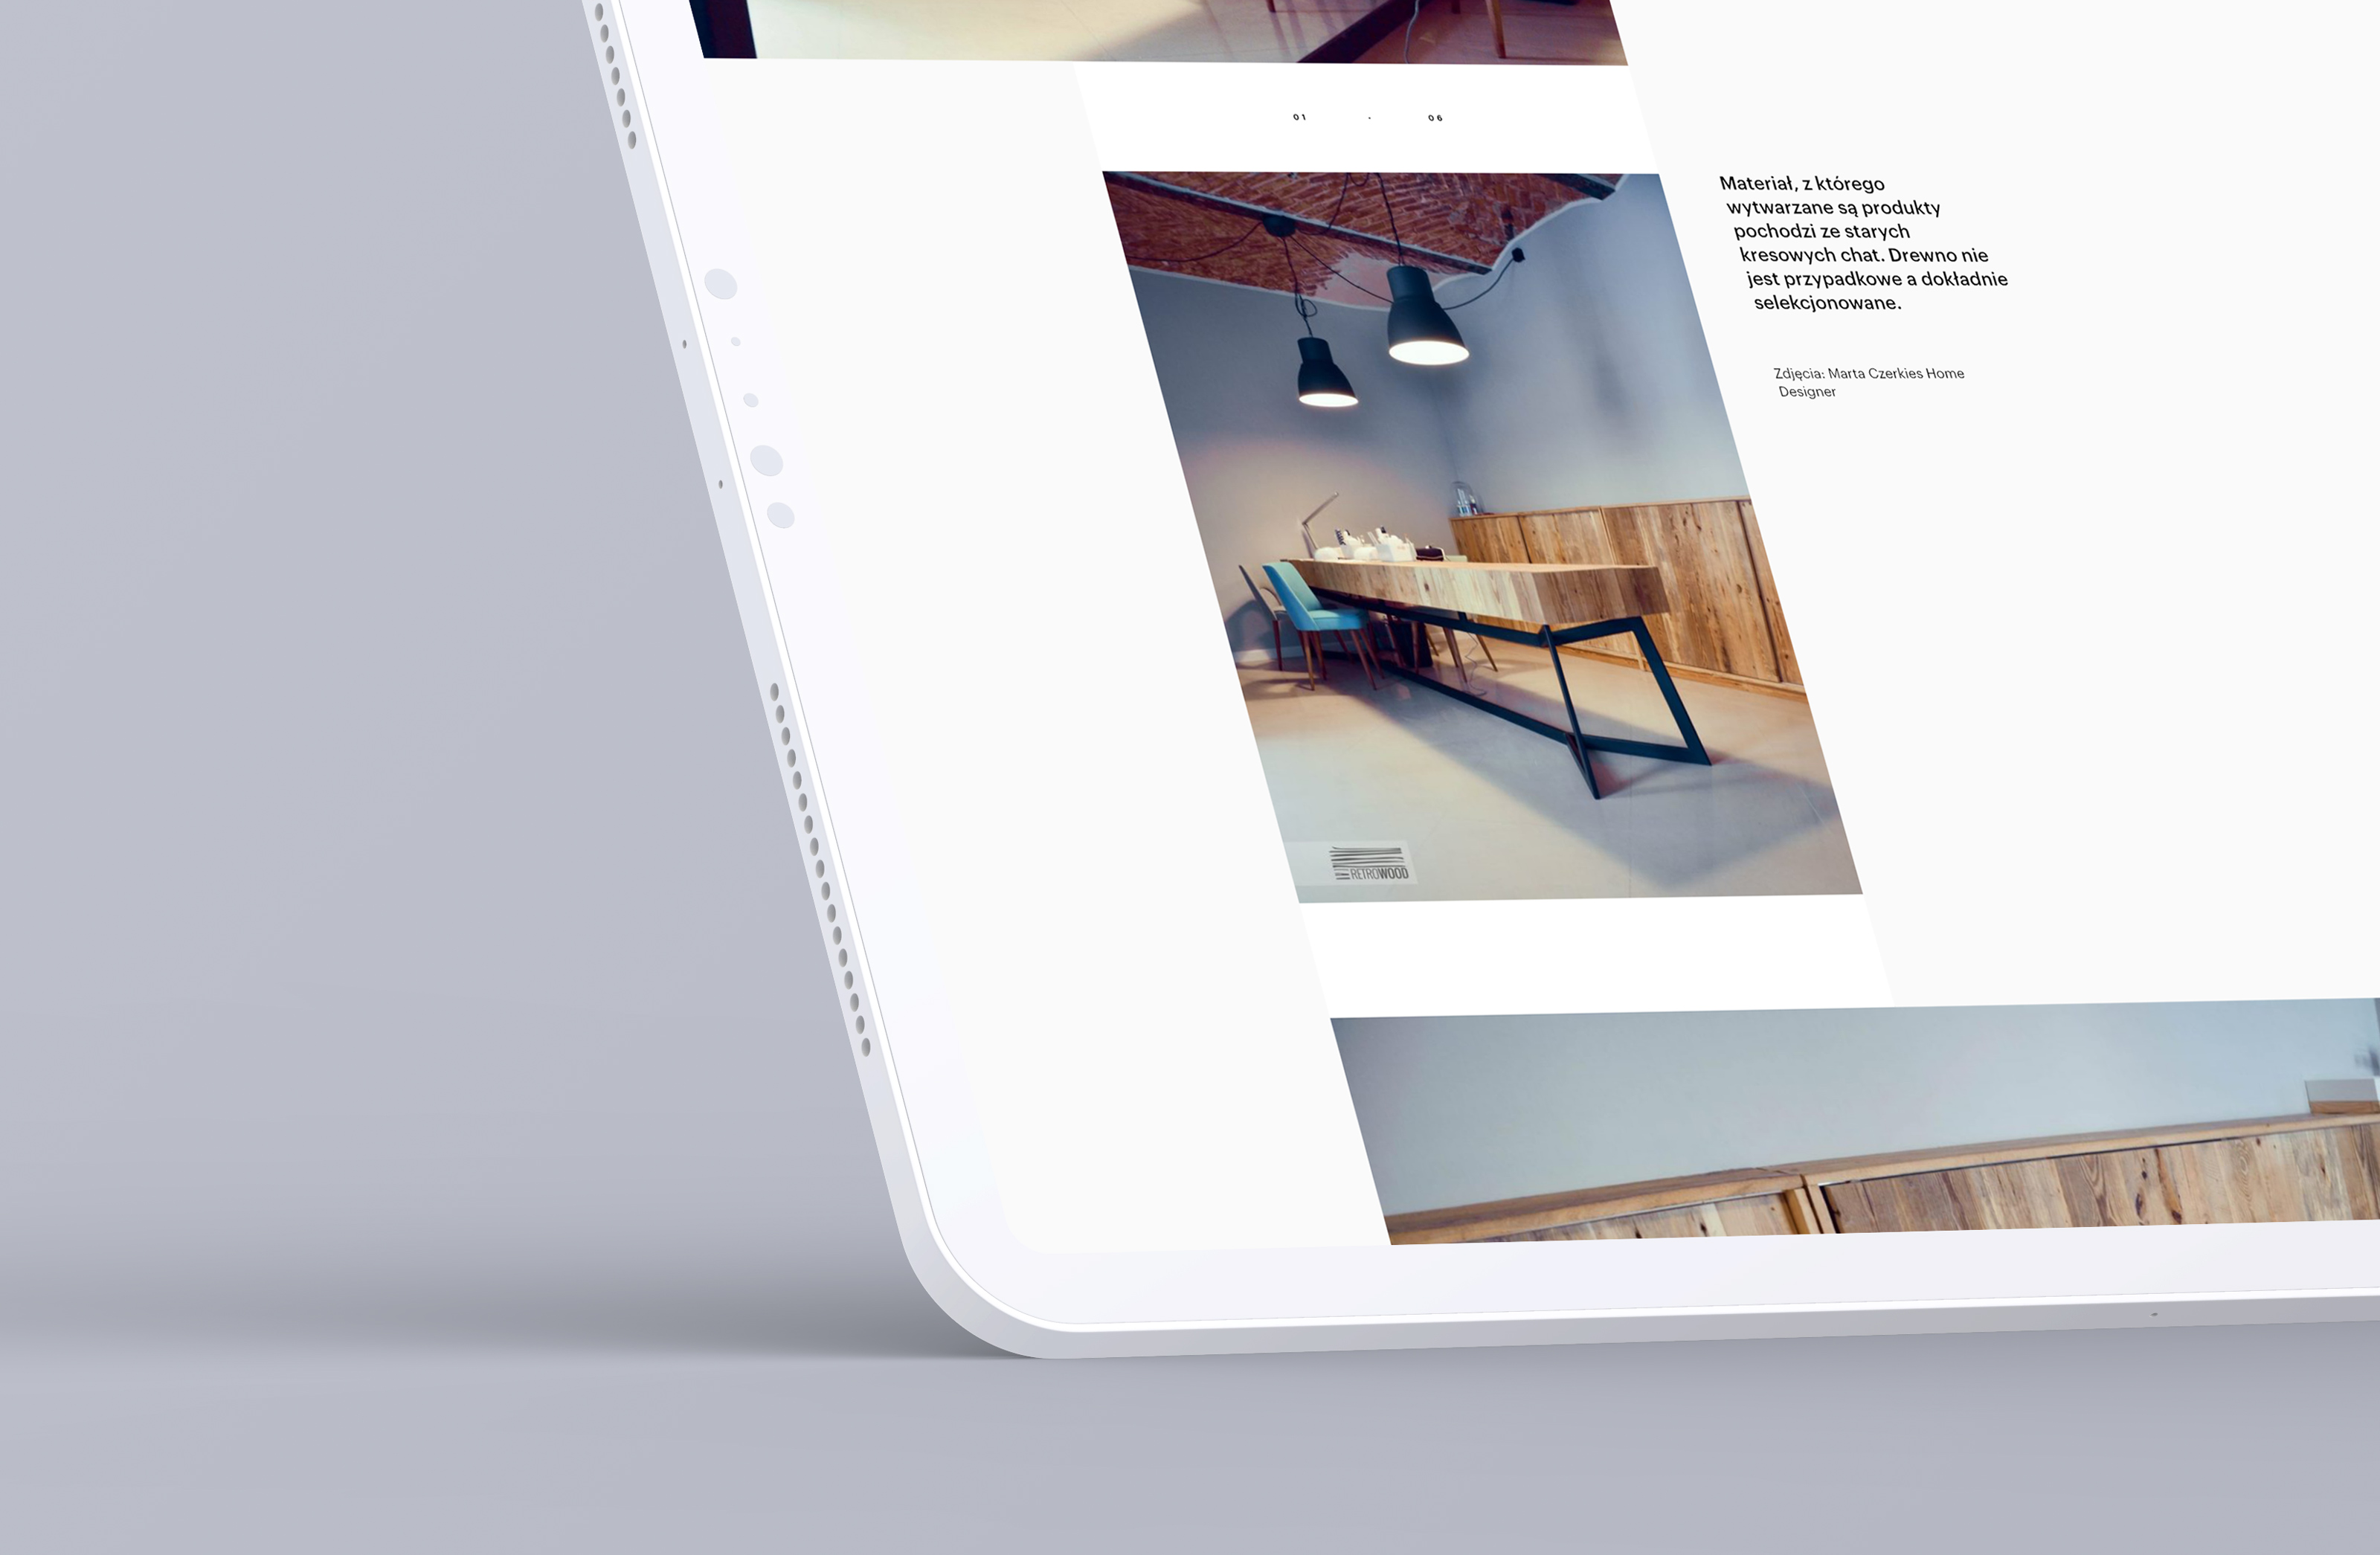 01 . 06
Materiał, z którego
wytwarzane są produkty
pochodzi ze starych
kresowych chat. Drewno nie
jest przypadkowe a dokładnie
selekcjonowane.
Zdjęcia: Marta Czerkies Home
Designer
RETROWOOD